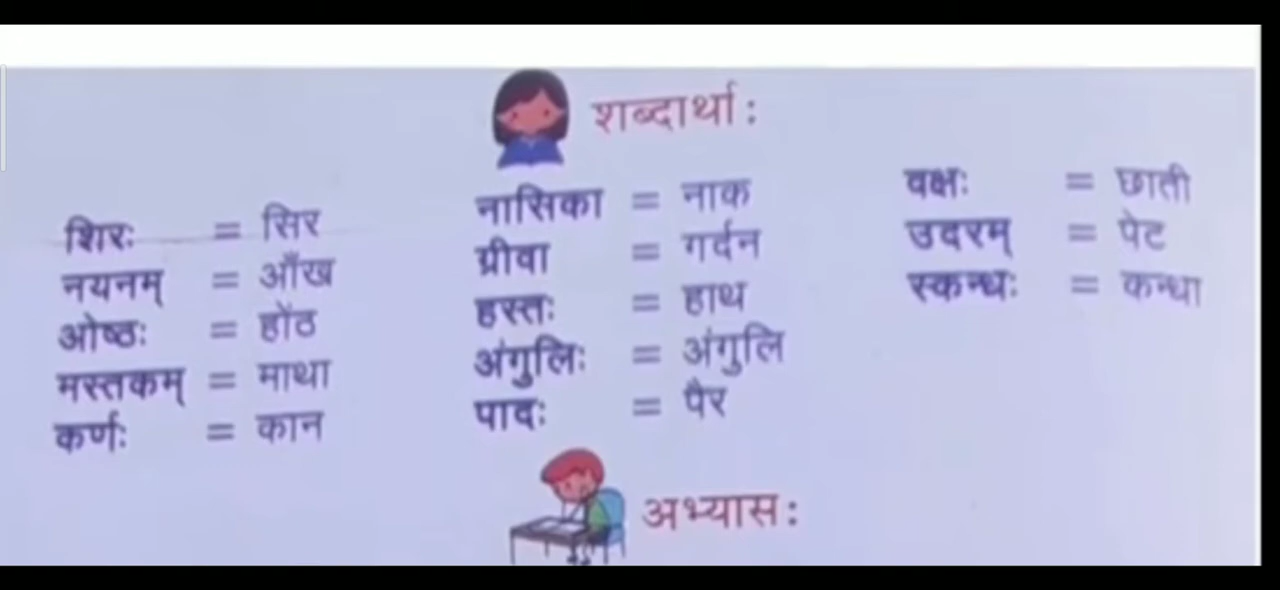 शब्दार्थाः
शिरः = सिर
नयनम् = आँख
ओष्ठः = होंठ
मस्तकम् = माथा
कर्णः = कान
नासिका = नाक
ग्रीवा = गर्दन
हस्तः = हाथ
अंगुलिः = अंगुलि
पादः = पैर
वक्षः = छाती
उदरम् = पेट
स्कन्धः = कन्धा
अभ्यासः